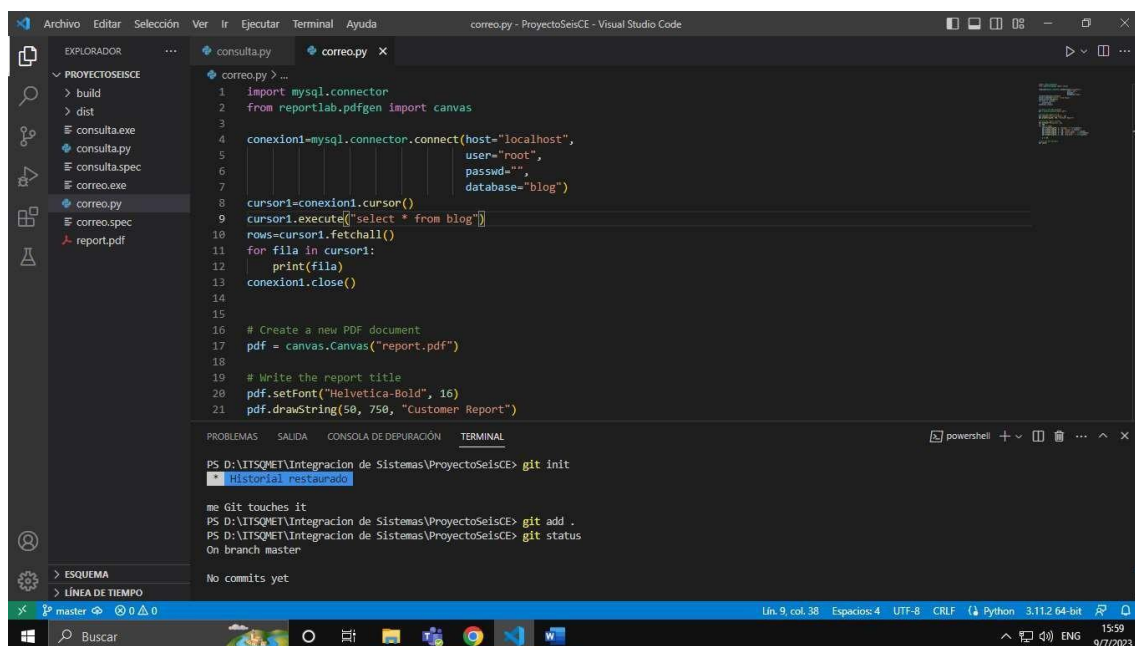 Archivo Editar Selección Ver Ir Ejecutar Terminal Ayuda correo.py - ProyectoSeisCE - Visual Studio Code
EXPLORADOR ...
PROYECTOSEISCE
> build
> dist
consulta.exe
consulta.py
consulta.spec
correo.exe
correo.py
correo.spec
report.pdf
> ESQUEMA
> LÍNEA DE TIEMPO
consulta.py correo.py ×
correo.py > ...
1 import mysql.connector
2 from reportlab.pdfgen import canvas
3
4 conexion1=mysql.connector.connect(host="localhost",
5 user="root",
6 passwd="",
7 database="blog")
8 cursor1=conexion1.cursor()
9 cursor1.execute("select * from blog")
10 rows=cursor1.fetchall()
11 for fila in cursor1:
12 print(fila)
13 conexion1.close()
14
15
16 # Create a new PDF document
17 pdf = canvas.Canvas("report.pdf")
18
19 # Write the report title
20 pdf.setFont("Helvetica-Bold", 16)
21 pdf.drawString(50, 750, "Customer Report")
PROBLEMAS SALIDA CONSOLA DE DEPURACIÓN TERMINAL powershell
PS D:\ITSQMET\Integracion de Sistemas\ProyectoSeisCE> git init
* Historial restaurado
me Git touches it
PS D:\ITSQMET\Integracion de Sistemas\ProyectoSeisCE> git add .
PS D:\ITSQMET\Integracion de Sistemas\ProyectoSeisCE> git status
On branch master
No commits yet
master 0 0 0 Lín. 9, col. 38 Espacios: 4 UTF-8 CRLF Python 3.11.2 64-bit
Buscar ENG 15:59
9/7/2023